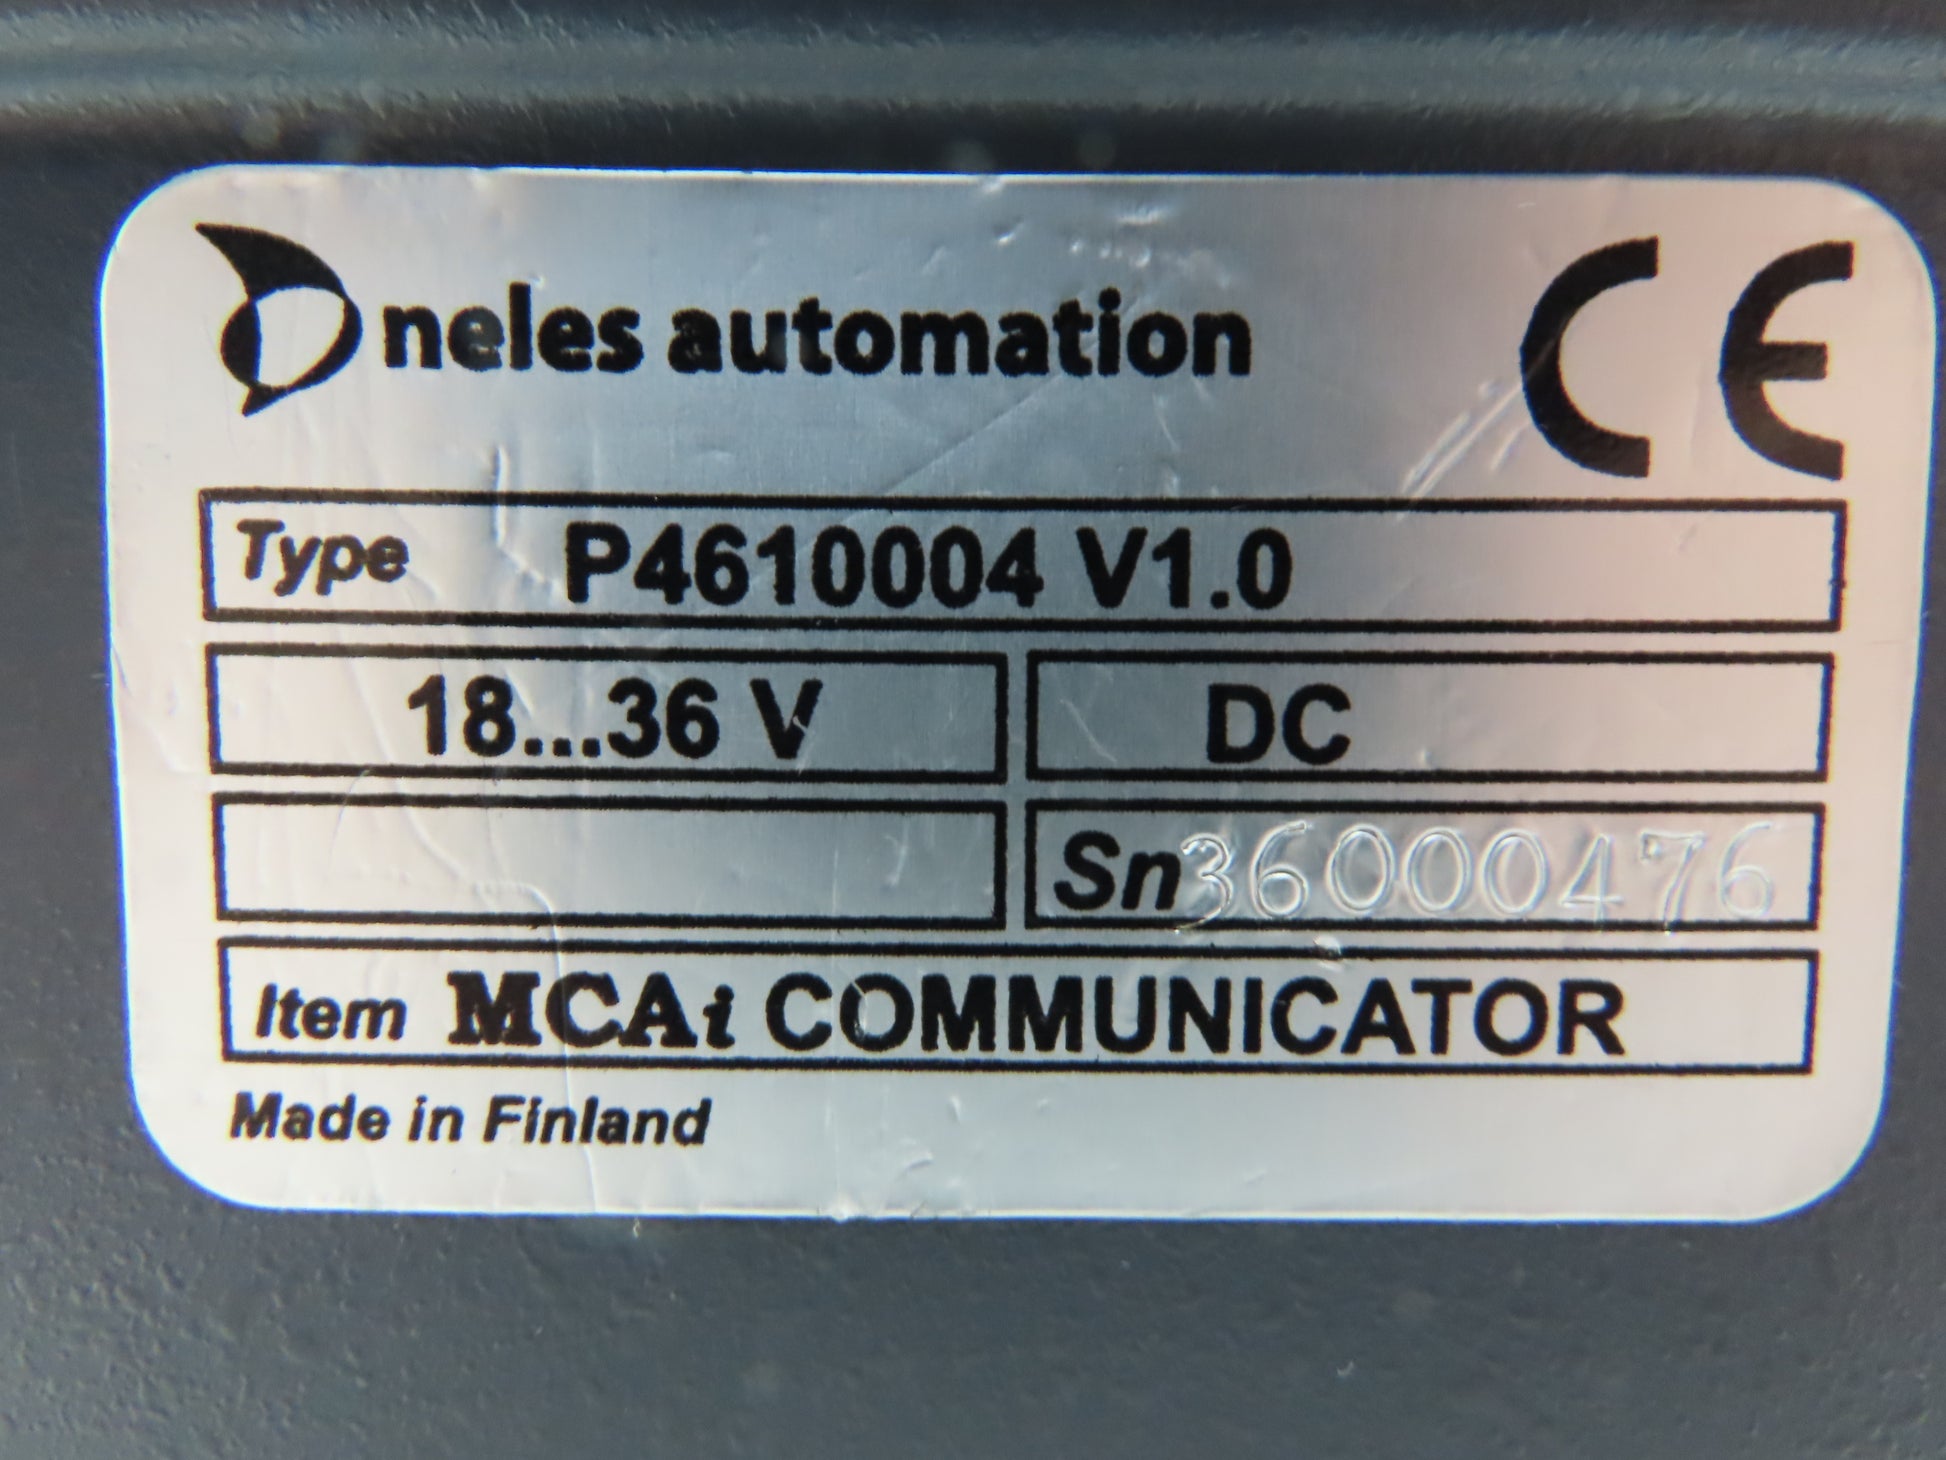 neles automation CE
Type P4610004 V1.0
18...36 V DC
Sn 36000476
Item MCAi COMMUNICATOR
Made in Finland